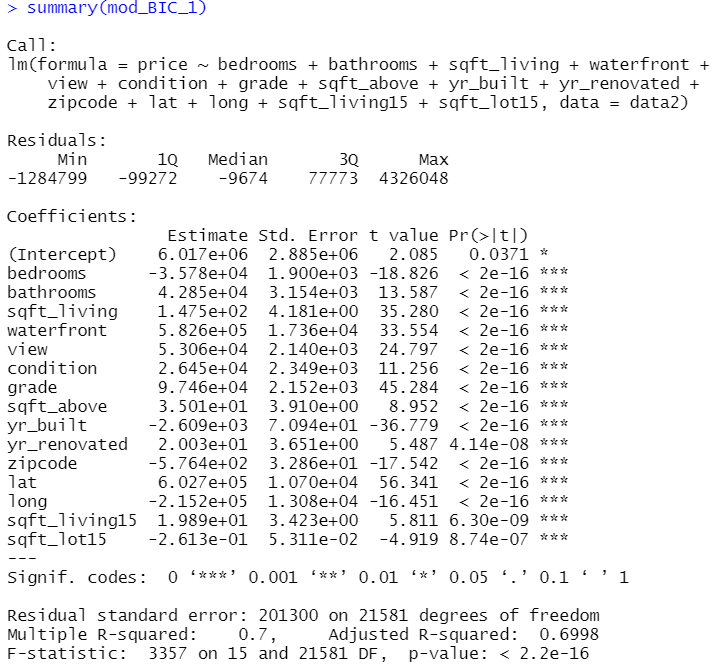 > summary(mod_BIC_1)

Call:
lm(formula = price ~ bedrooms + bathrooms + sqft_living + waterfront +
    view + condition + grade + sqft_above + yr_built + yr_renovated +
    zipcode + lat + long + sqft_living15 + sqft_lot15, data = data2)

Residuals:
     Min       1Q   Median       3Q      Max
-1284799   -99272    -9674    77773  4326048

Coefficients:
                Estimate Std. Error t value Pr(>|t|)
(Intercept)    6.017e+06  2.885e+06   2.085   0.0371 *
bedrooms      -3.578e+04  1.900e+03 -18.826  < 2e-16 ***
bathrooms      4.285e+04  3.154e+03  13.587  < 2e-16 ***
sqft_living    1.475e+02  4.181e+00  35.280  < 2e-16 ***
waterfront     5.826e+05  1.736e+04  33.554  < 2e-16 ***
view           5.306e+04  2.140e+03  24.797  < 2e-16 ***
condition      2.645e+04  2.349e+03  11.256  < 2e-16 ***
grade          9.746e+04  2.152e+03  45.284  < 2e-16 ***
sqft_above     3.501e+01  3.910e+00   8.952  < 2e-16 ***
yr_built      -2.609e+03  7.094e+01 -36.779  < 2e-16 ***
yr_renovated   2.003e+01  3.651e+00   5.487 4.14e-08 ***
zipcode       -5.764e+02  3.286e+01 -17.542  < 2e-16 ***
lat            6.027e+05  1.070e+04  56.341  < 2e-16 ***
long          -2.152e+05  1.308e+04 -16.451  < 2e-16 ***
sqft_living15  1.989e+01  3.423e+00   5.811 6.30e-09 ***
sqft_lot15    -2.613e-01  5.311e-02  -4.919 8.74e-07 ***
---
Signif. codes:  0 ‘***’ 0.001 ‘**’ 0.01 ‘*’ 0.05 ‘.’ 0.1 ‘ ’ 1

Residual standard error: 201300 on 21581 degrees of freedom
Multiple R-squared:    0.7,     Adjusted R-squared:  0.6998
F-statistic:  3357 on 15 and 21581 DF,  p-value: < 2.2e-16